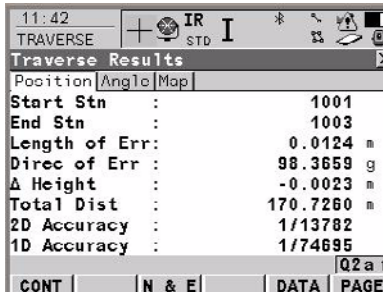 11:42
TRAVERSE
IR
STD
I
Traverse Results
Position Angle Map
Start Stn : 1001
End Stn : 1003
Length of Err: 0.0124 m
Direc of Err : 98.3659 g
Δ Height : -0.0023 m
Total Dist : 170.7260 m
2D Accuracy : 1/13782
1D Accuracy : 1/74695
Q2a
CONT N & E DATA PAGE